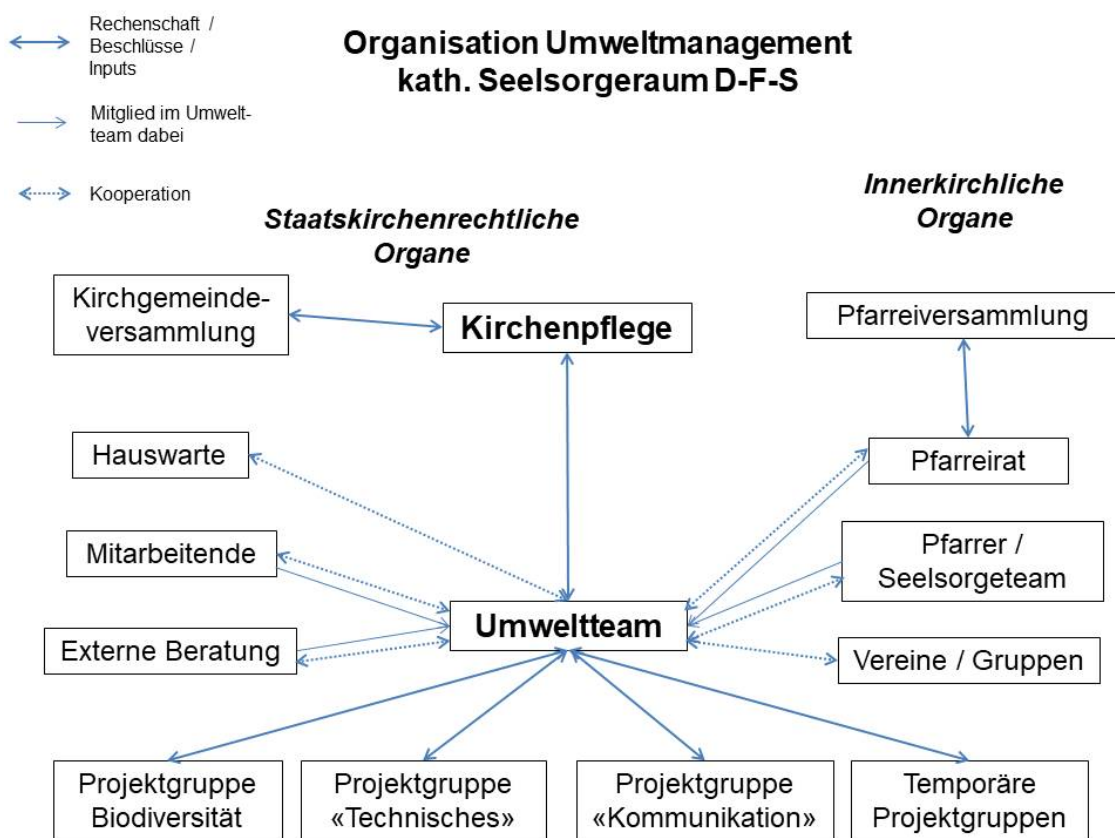 Rechenschaft /
Beschlüsse /
Inputs
Mitglied im Umwelt-
team dabei
Kooperation
Organisation Umweltmanagement
kath. Seelsorgeraum D-F-S
Staatskirchenrechtliche
Organe
Innerkirchliche
Organe
Kirchgemeinde-
versammlung
Kirchenpflege
Pfarreiversammlung
Hauswarte
Pfarreirat
Mitarbeitende
Pfarrer /
Seelsorgeteam
Umweltteam
Externe Beratung
Vereine / Gruppen
Projektgruppe
Biodiversität
Projektgruppe
«Technisches»
Projektgruppe
«Kommunikation»
Temporäre
Projektgruppen